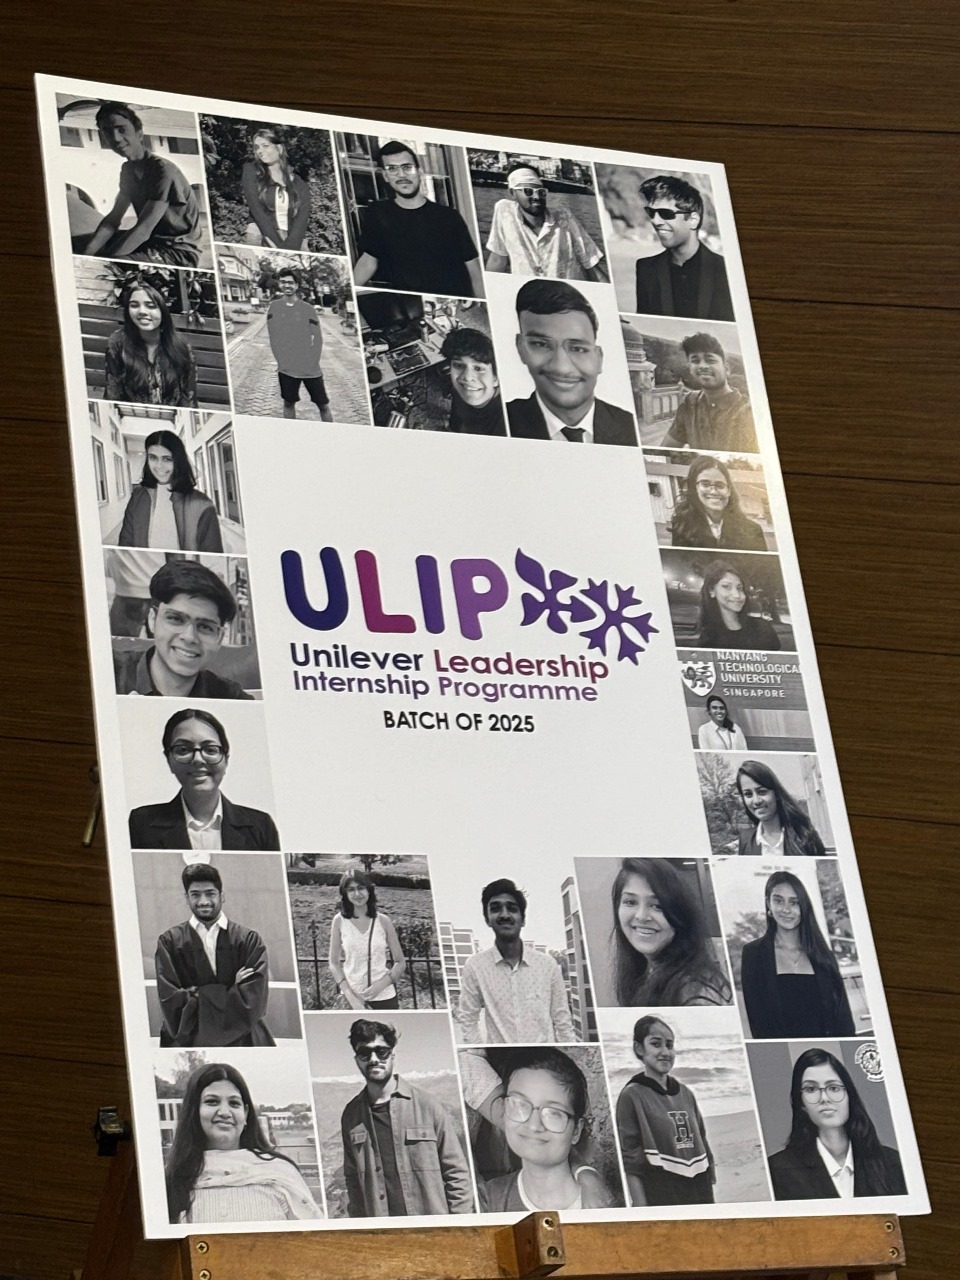 ULIP
Unilever Leadership
Internship Programme
BATCH OF 2025
NANYANG
TECHNOLOGICAL
UNIVERSITY
SINGAPORE
H